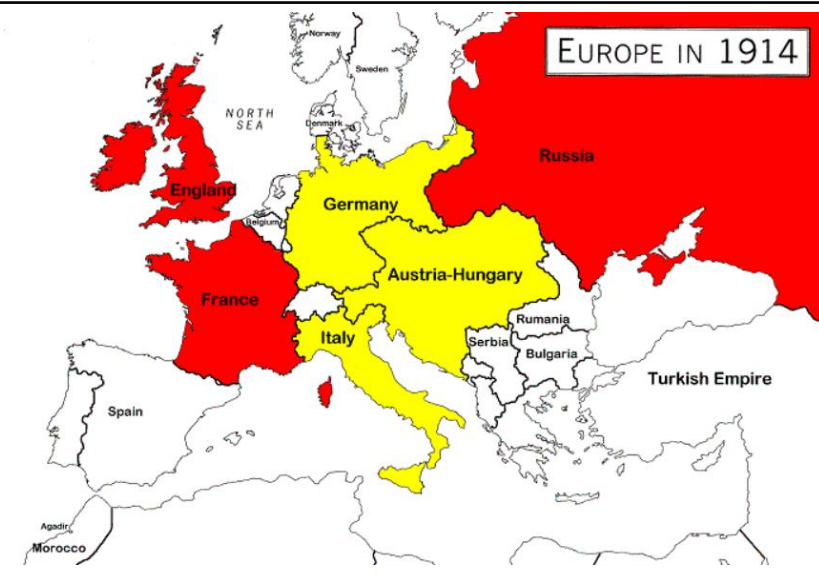 EUROPE IN 1914
Norway
Sweden
NORTH
SEA
Denmark
Russia
England
Germany
Belgium
Austria-Hungary
France
Rumania
Italy
Serbia
Bulgaria
Turkish Empire
Spain
Agadir
Morocco